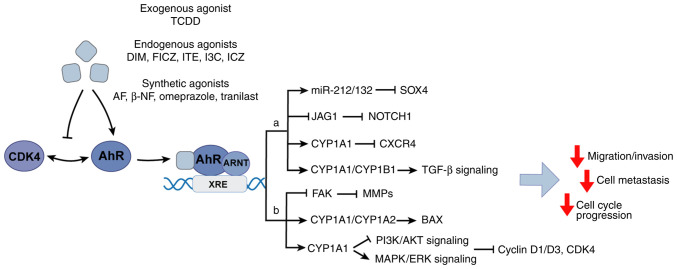 Exogenous agonist
TCDD
Endogenous agonists
DIM, FICZ, ITE, I3C, ICZ
Synthetic agonists
AF, β-NF, omeprazole, tranilast
CDK4
AhR
AhR
ARNT
XRE
a
miR-212/132
SOX4
JAG1
NOTCH1
CYP1A1
CXCR4
CYP1A1/CYP1B1
TGF-β signaling
b
FAK
MMPs
CYP1A1/CYP1A2
BAX
CYP1A1
PI3K/AKT signaling
MAPK/ERK signaling
Cyclin D1/D3, CDK4
Migration/invasion
Cell metastasis
Cell cycle
progression